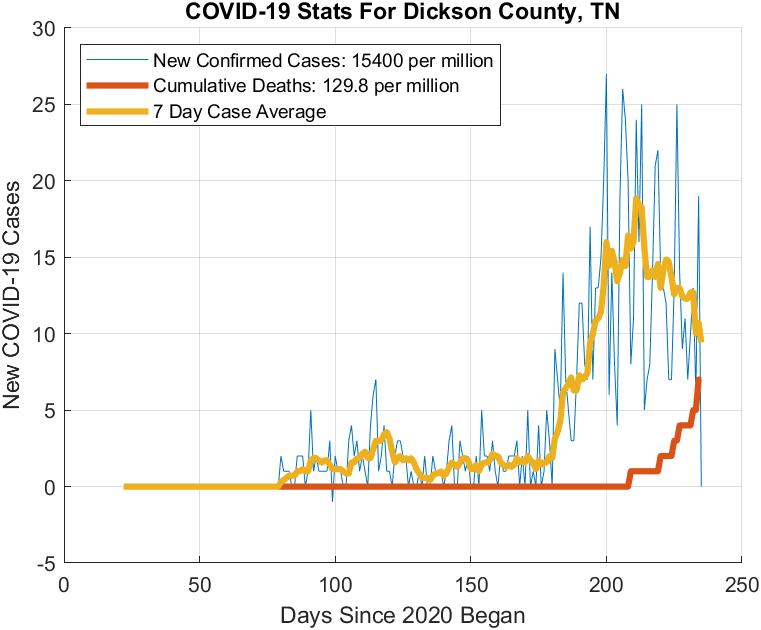 COVID-19 Stats For Dickson County, TN
New Confirmed Cases: 15400 per million
Cumulative Deaths: 129.8 per million
7 Day Case Average
New COVID-19 Cases
30
25
20
15
10
5
0
-5
0 50 100 150 200 250
Days Since 2020 Began